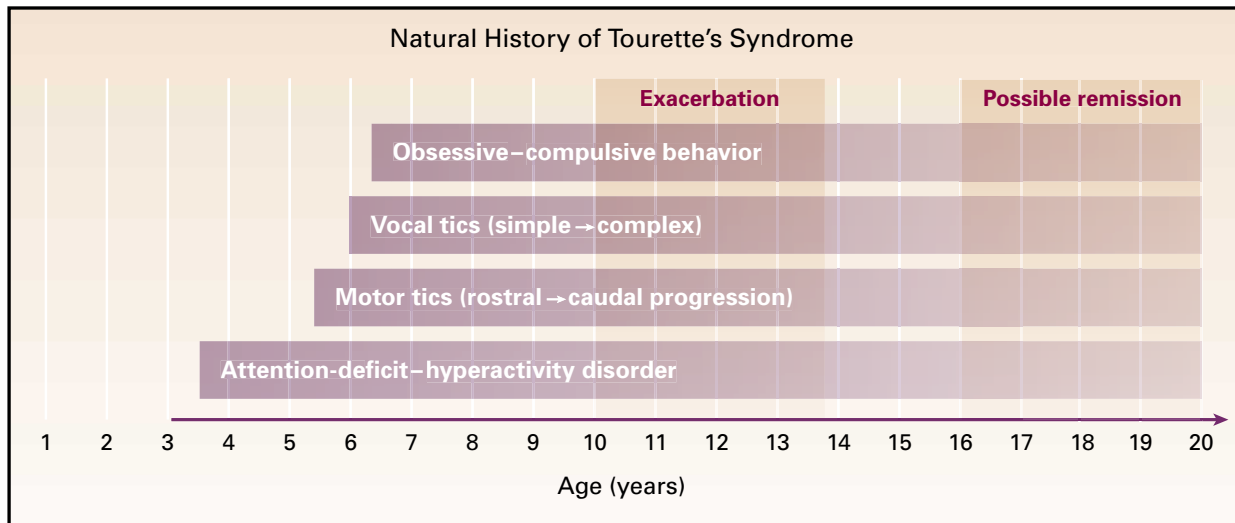 Natural History of Tourette's Syndrome
Exacerbation Possible remission
Obsessive–compulsive behavior
Vocal tics (simple→complex)
Motor tics (rostral→caudal progression)
Attention-deficit–hyperactivity disorder
1 2 3 4 5 6 7 8 9 10 11 12 13 14 15 16 17 18 19 20
Age (years)